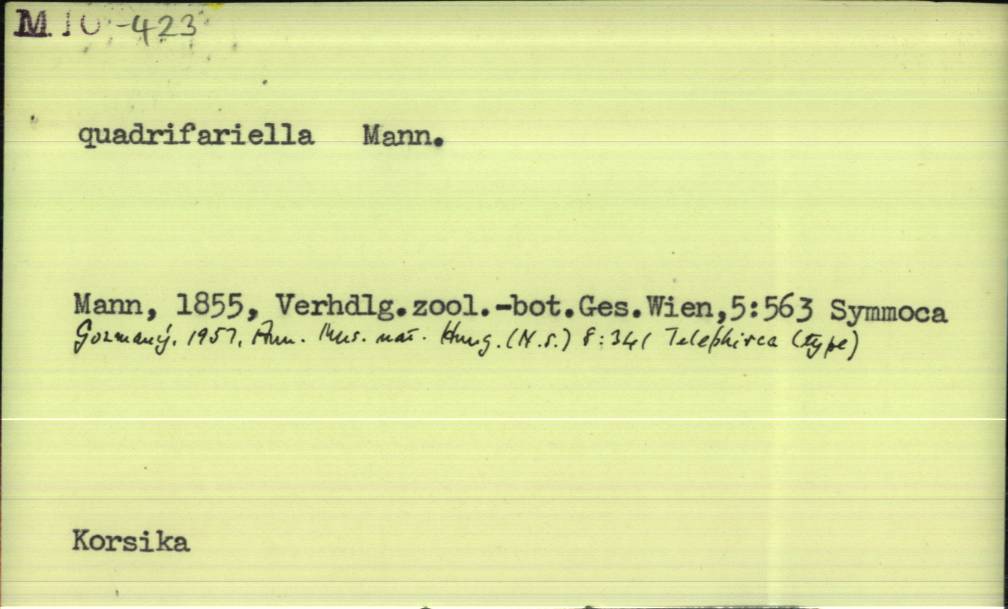 M 10 -423
quadrifariella Mann.
Mann, 1855, Verhdlg.zool.-bot.Ges.Wien,5:563 Symmoca
Gozmány, 1957, Ann. Mus. nat. Hung. (N.S.) 8:341 Telephirca (type)
Korsika